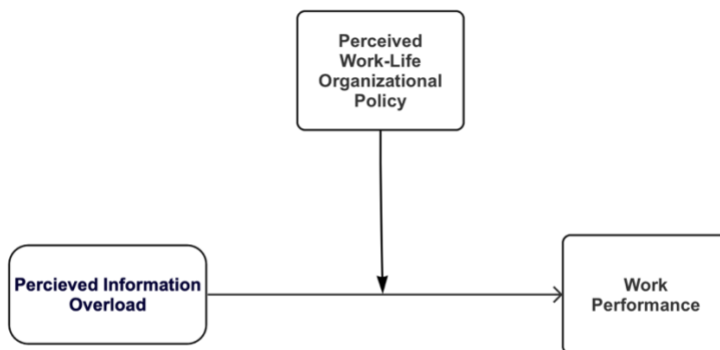 Perceived
Work-Life
Organizational
Policy
Percieved Information
Overload
Work
Performance